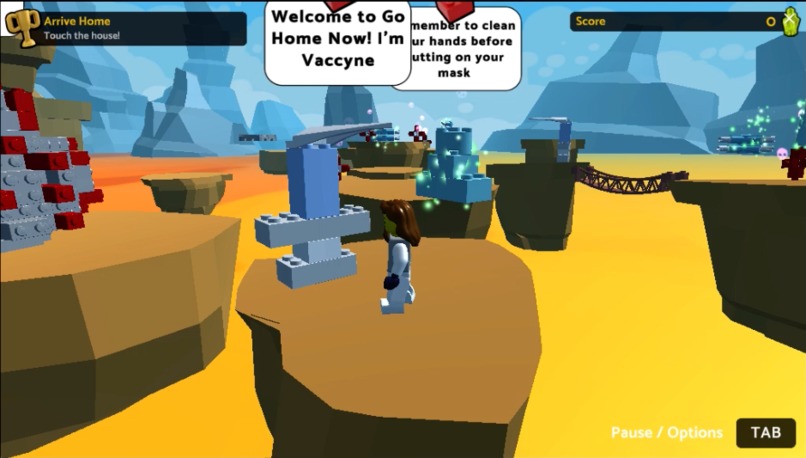 Arrive Home
Touch the house!
Welcome to Go
Home Now! I'm
Vaccyne
member to clean
ur hands before
utting on your
mask
Score
0
Pause / Options
TAB